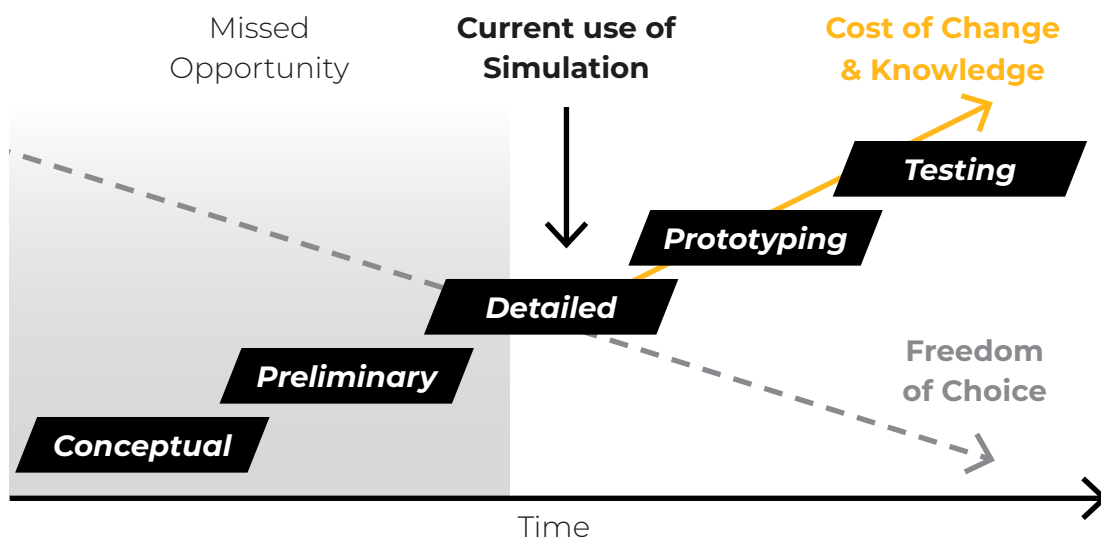 Missed
Opportunity
Current use of
Simulation
Cost of Change
& Knowledge
Testing
Prototyping
Detailed
Preliminary
Conceptual
Freedom
of Choice
Time